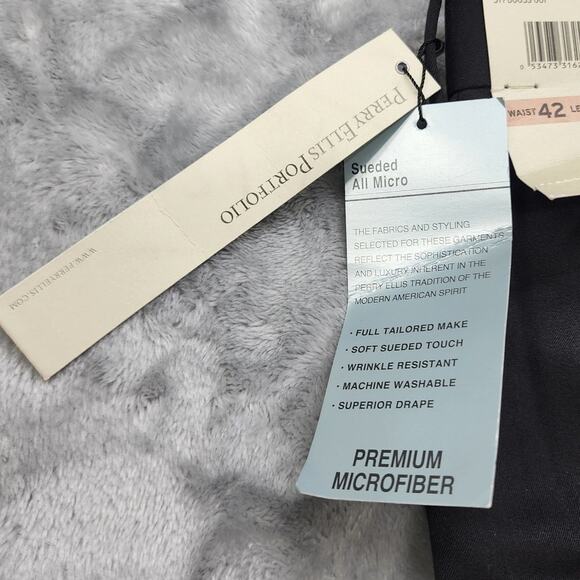 PERRY ELLIS PORTFOLIO
WWW.PERRYELLIS.COM
Sueded
All Micro
THE FABRICS AND STYLING
SELECTED FOR THESE GARMENTS
REFLECT THE SOPHISTICATION
AND LUXURY INHERENT IN THE
PERRY ELLIS TRADITION OF THE
MODERN AMERICAN SPIRIT
· FULL TAILORED MAKE
· SOFT SUEDED TOUCH
· WRINKLE RESISTANT
· MACHINE WASHABLE
· SUPERIOR DRAPE
PREMIUM
MICROFIBER
WAIST 42 LE